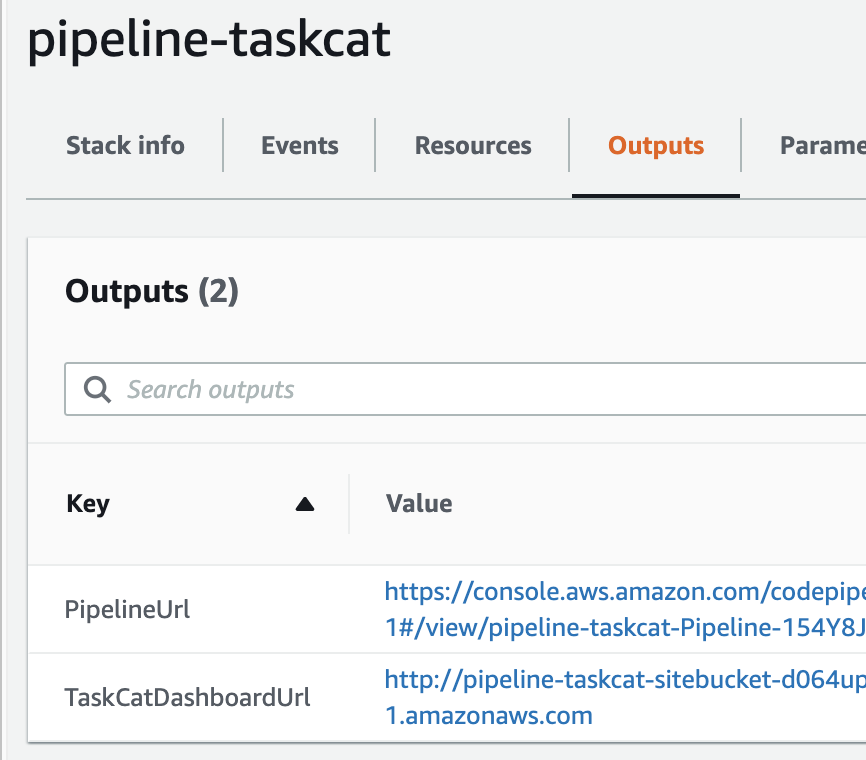 pipeline-taskcat
Stack info Events Resources Outputs Parame
Outputs (2)
Search outputs
Key Value
PipelineUrl
https://console.aws.amazon.com/codepipe
1#/view/pipeline-taskcat-Pipeline-154Y8J
TaskCatDashboardUrl
http://pipeline-taskcat-sitebucket-d064up
1.amazonaws.com